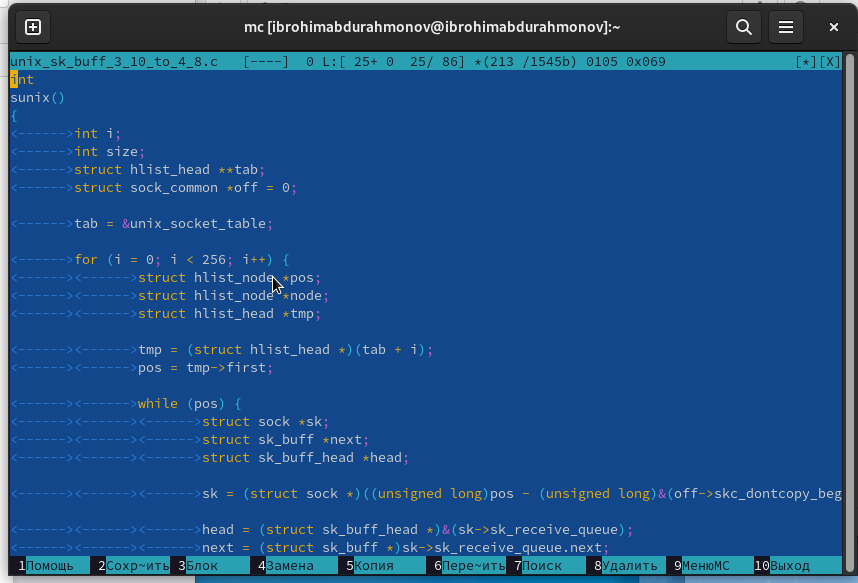 mc [ibrohimabdurahmonov@ibrohimabdurahmonov]:~
unix_sk_buff_3_10_to_4_8.c   [----]  0 L:[ 25+ 0  25/ 86] *(213 /1545b) 0105 0x069                [*][X]
int
sunix()
{
<------>int i;
<------>int size;
<------>struct hlist_head **tab;
<------>struct sock_common *off = 0;
<------>tab = &unix_socket_table;
<------>for (i = 0; i < 256; i++) {
<------><------>struct hlist_node *pos;
<------><------>struct hlist_node *node;
<------><------>struct hlist_head *tmp;
<------><------>tmp = (struct hlist_head *)(tab + i);
<------><------>pos = tmp->first;
<------><------>while (pos) {
<------><------><------>struct sock *sk;
<------><------><------>struct sk_buff *next;
<------><------><------>struct sk_buff_head *head;
<------><------><------>sk = (struct sock *)((unsigned long)pos - (unsigned long)&(off->skc_dontcopy_beg
<------><------><------>head = (struct sk_buff_head *)&(sk->sk_receive_queue);
<------><------><------>next = (struct sk_buff *)sk->sk_receive_queue.next;
1Помощь 2Сохр~ить 3Блок 4Замена 5Копия 6Пере~ить 7Поиск 8Удалить 9МенюMC 10Выход